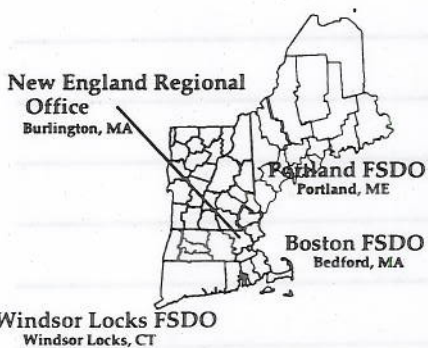 New England Regional
Office
Burlington, MA
Portland FSDO
Portland, ME
Boston FSDO
Bedford, MA
Windsor Locks FSDO
Windsor Locks, CT